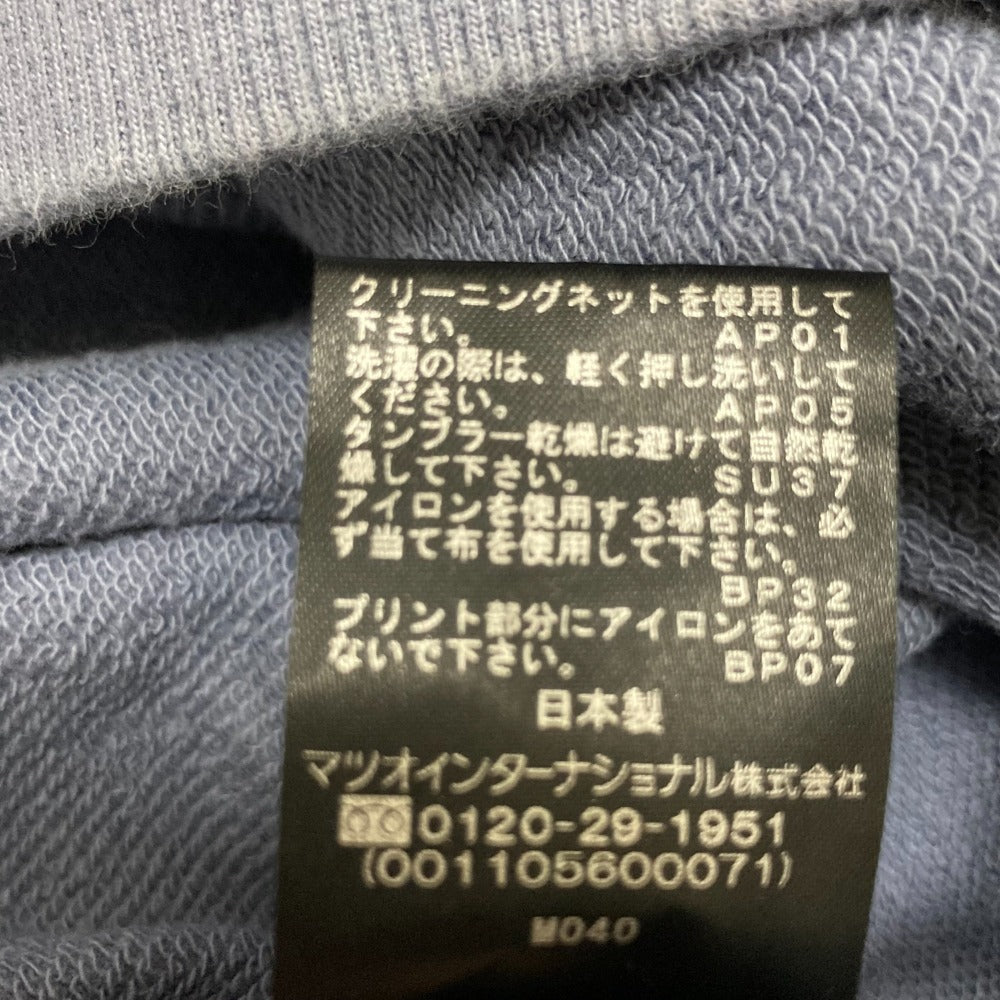 クリーニングネットを使用して
下さい。 AP01
洗濯の際は、軽く押し洗いして
ください。 AP05
タンブラー乾燥は避けて自然乾
燥して下さい。 SU37
アイロンを使用する場合は、必
ず当て布を使用して下さい。
BP32
プリント部分にアイロンをあて
ないで下さい。 BP07
日本製
マツオインターナショナル株式会社
0120-29-1951
(001105600071)
M040